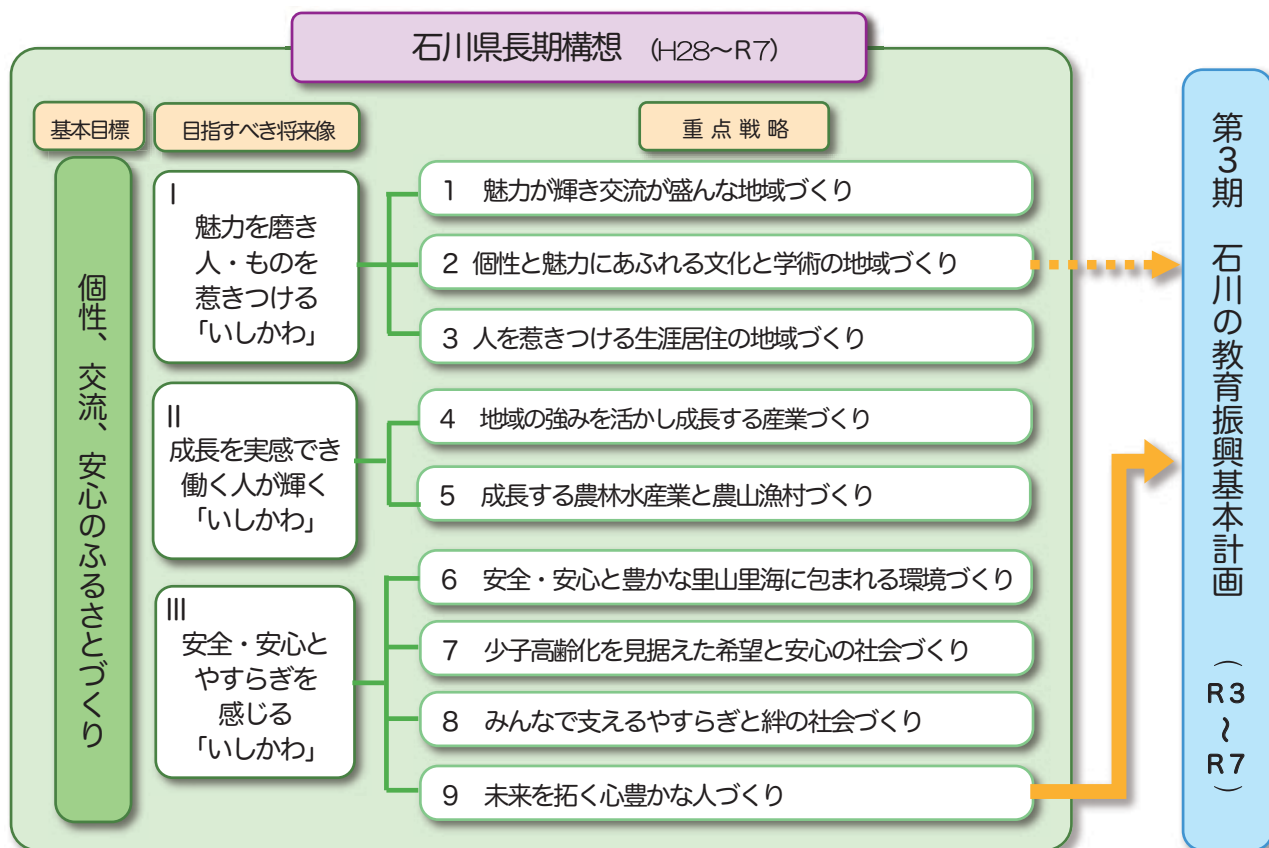 石川県長期構想 (H28～R7)
基本目標
目指すべき将来像
重点戦略
個性、交流、安心のふるさとづくり
Ⅰ
魅力を磨き
人・ものを
惹きつける
「いしかわ」
1 魅力が輝き交流が盛んな地域づくり
2 個性と魅力にあふれる文化と学術の地域づくり
3 人を惹きつける生涯居住の地域づくり
Ⅱ
成長を実感でき
働く人が輝く
「いしかわ」
4 地域の強みを活かし成長する産業づくり
5 成長する農林水産業と農山漁村づくり
Ⅲ
安全・安心と
やすらぎを
感じる
「いしかわ」
6 安全・安心と豊かな里山里海に包まれる環境づくり
7 少子高齢化を見据えた希望と安心の社会づくり
8 みんなで支えるやすらぎと絆の社会づくり
9 未来を拓く心豊かな人づくり
第3期 石川の教育振興基本計画 (R3～R7)